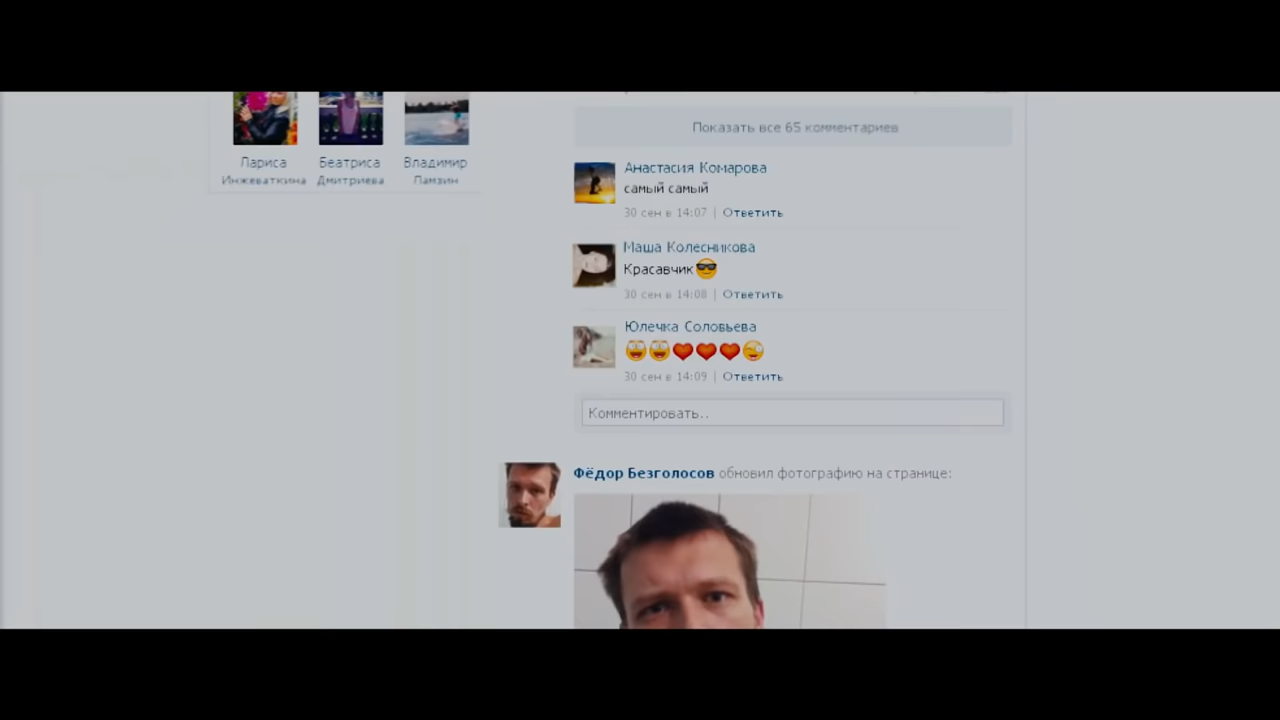 Лариса
Инжеваткина
Беатриса
Дмитриева
Владимир
Ламзин
Показать все 65 комментариев
Анастасия Комарова
самый самый
30 сен в 14:07 | Ответить
Маша Колесникова
Красавчик😎
30 сен в 14:08 | Ответить
Юлечка Соловьева
30 сен в 14:09 | Ответить
Комментировать..
Фёдор Безголосов обновил фотографию на странице: